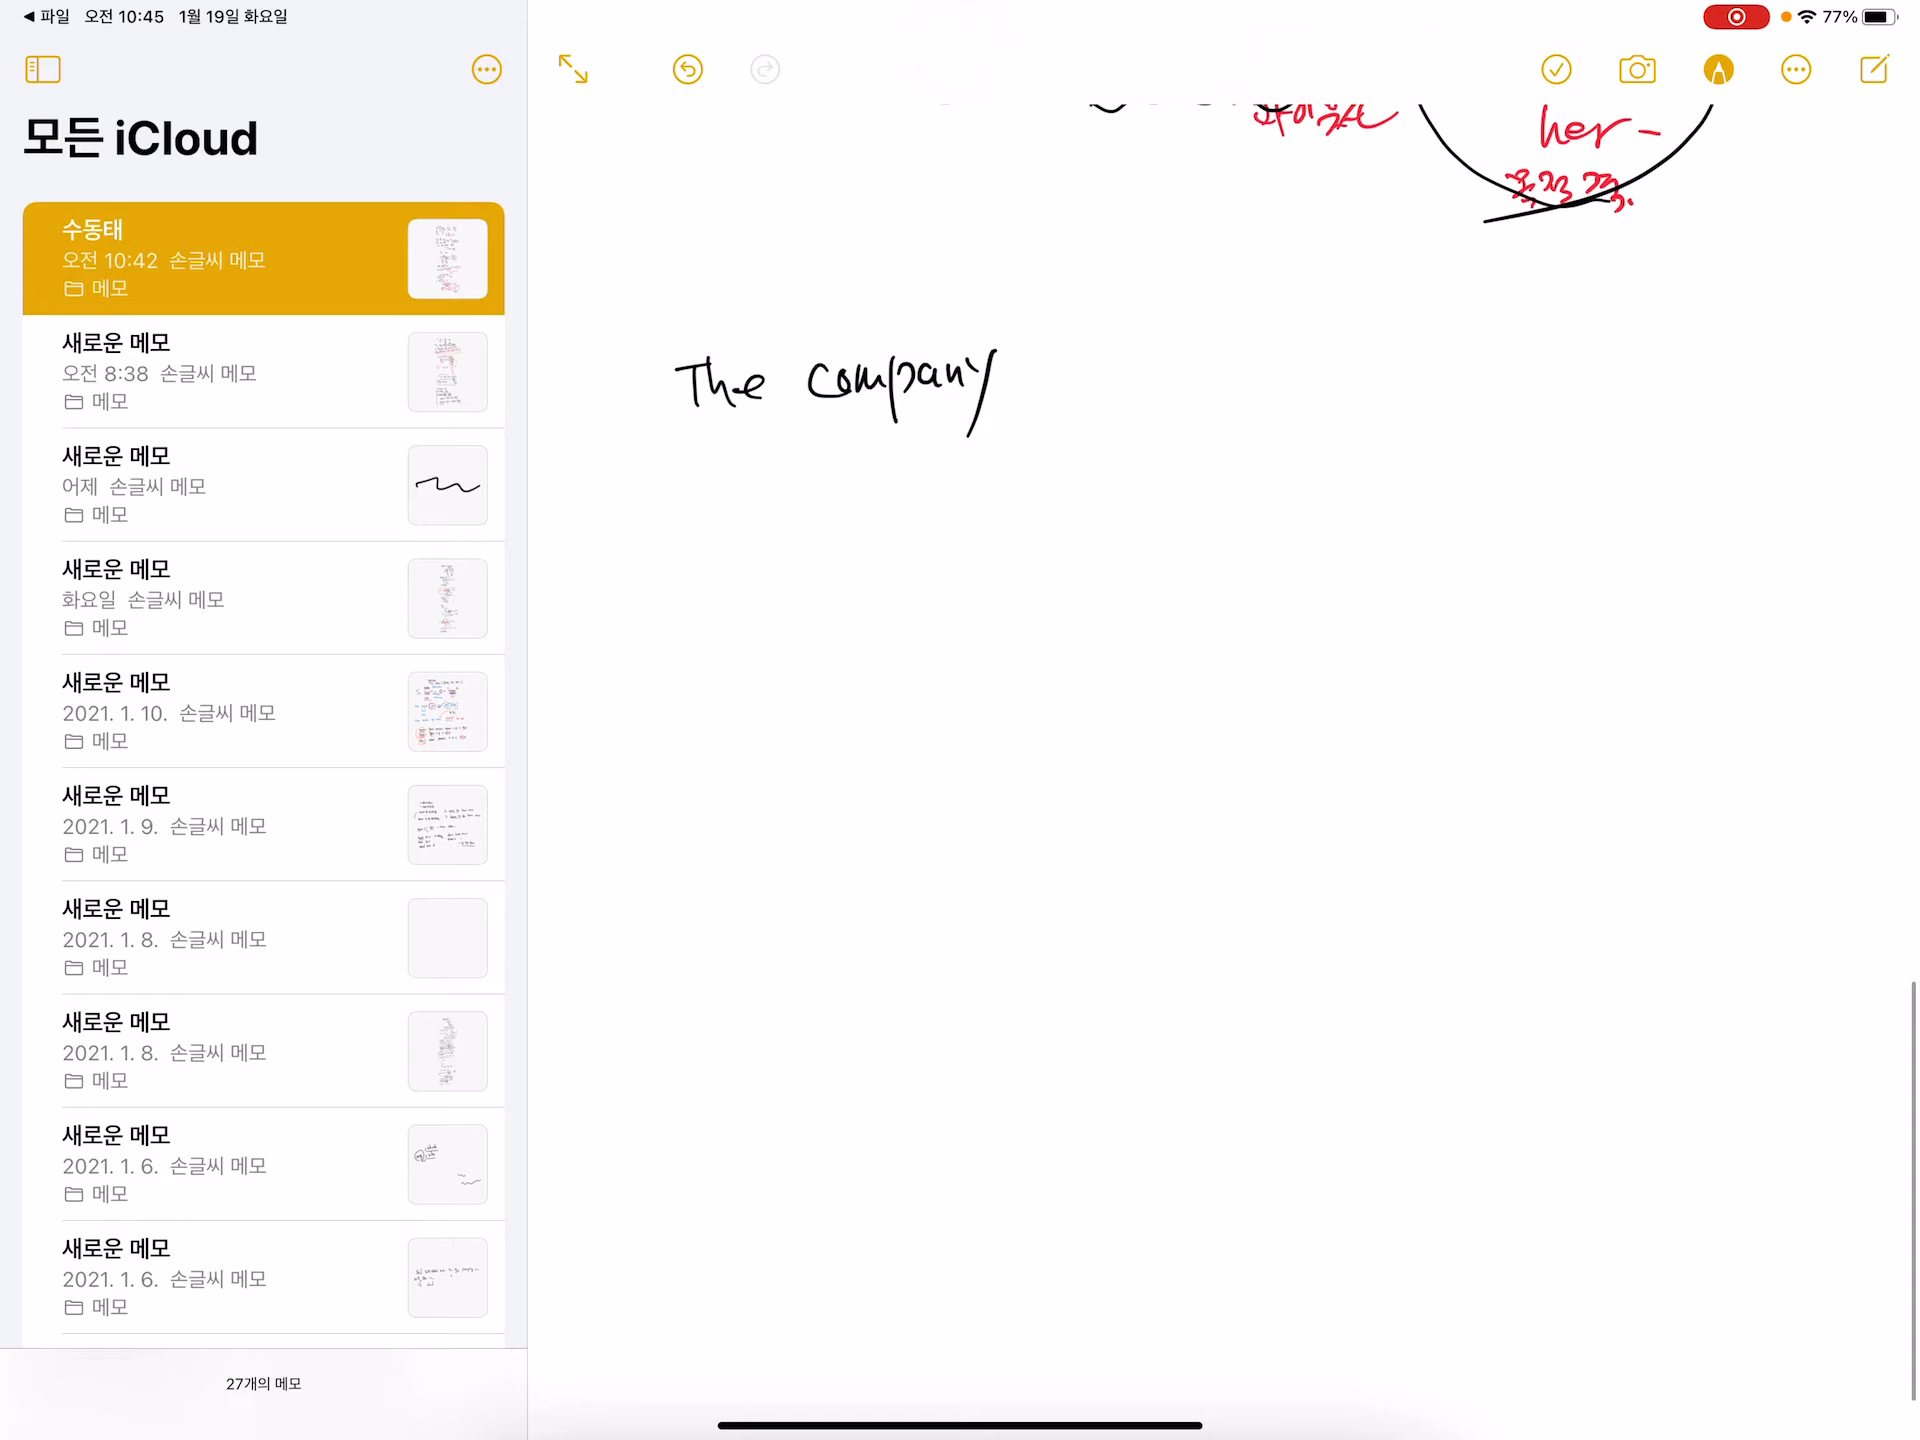 파일 오전 10:45 1월 19일 화요일
77%
모든 iCloud
수동태
오전 10:42 손글씨 메모
메모
새로운 메모
오전 8:38 손글씨 메모
메모
새로운 메모
어제 손글씨 메모
메모
새로운 메모
화요일 손글씨 메모
메모
새로운 메모
2021. 1. 10. 손글씨 메모
메모
새로운 메모
2021. 1. 9. 손글씨 메모
메모
새로운 메모
2021. 1. 8. 손글씨 메모
메모
새로운 메모
2021. 1. 8. 손글씨 메모
메모
새로운 메모
2021. 1. 6. 손글씨 메모
메모
새로운 메모
2021. 1. 6. 손글씨 메모
메모
27개의 메모
her -
The company